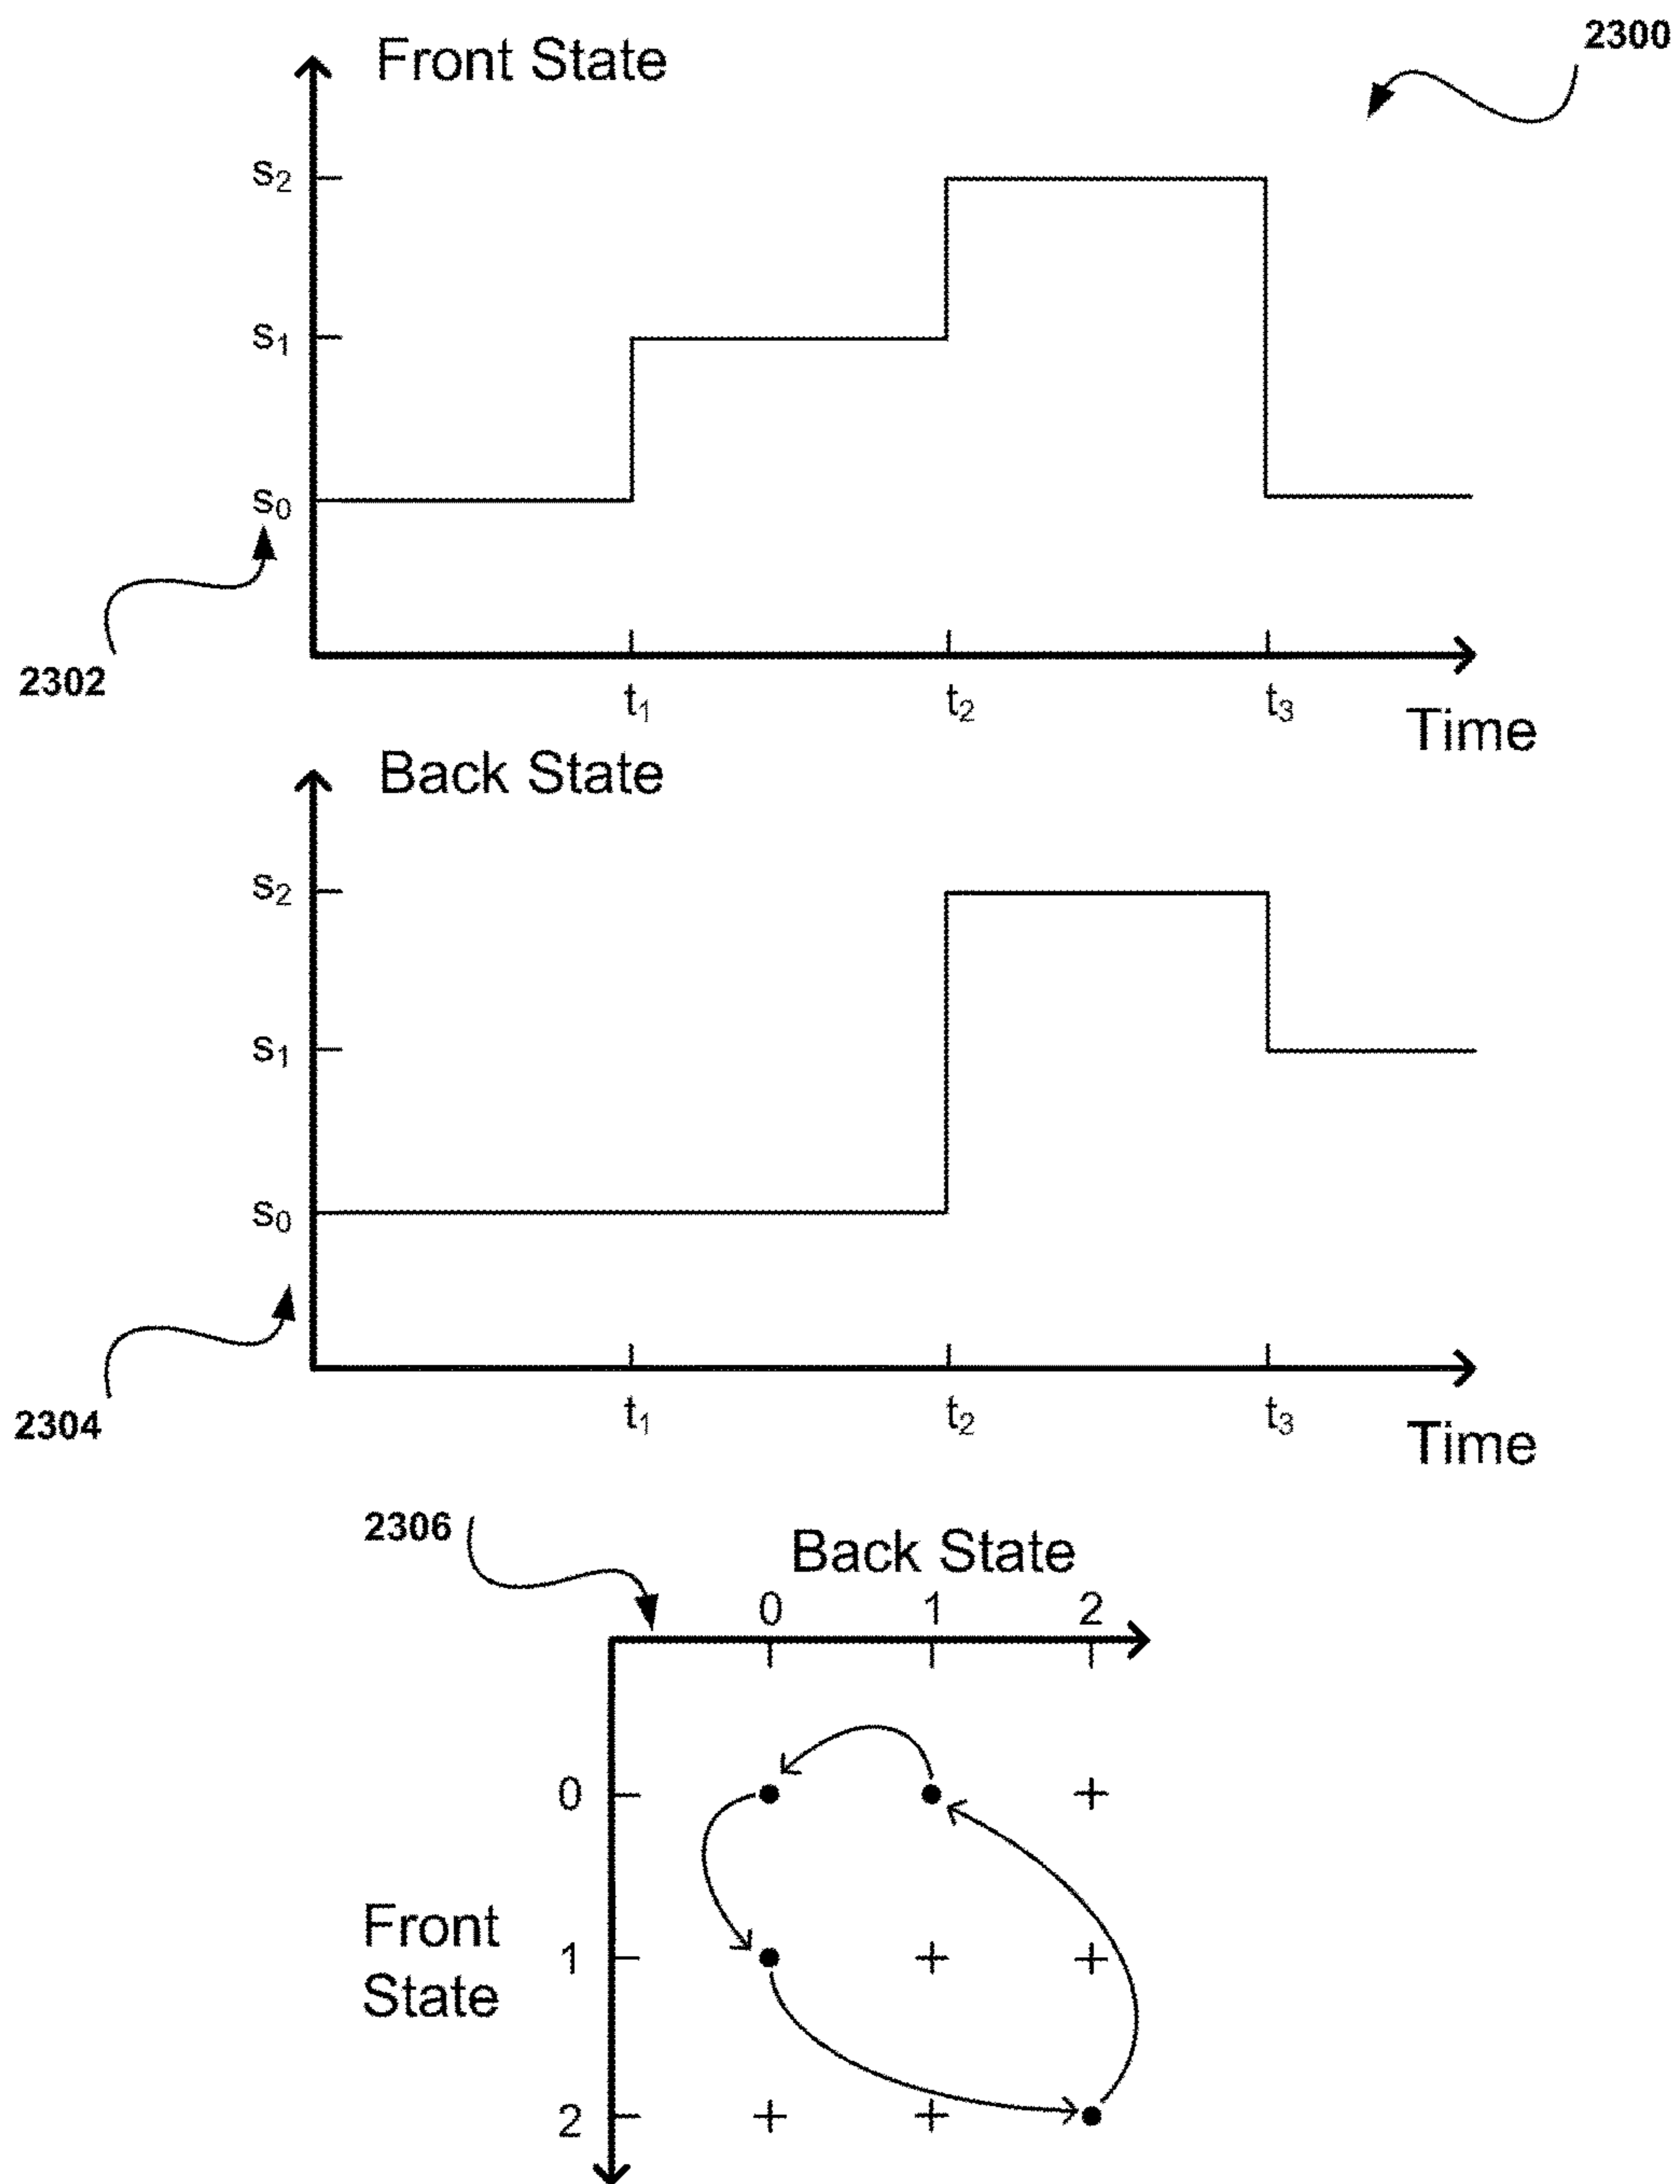 2300
Front State
s2
s1
s0
2302
t1
t2
t3
Time
Back State
s2
s1
s0
2304
t1
t2
t3
Time
2306
Back State
0 1 2
0
Front
State
1
2